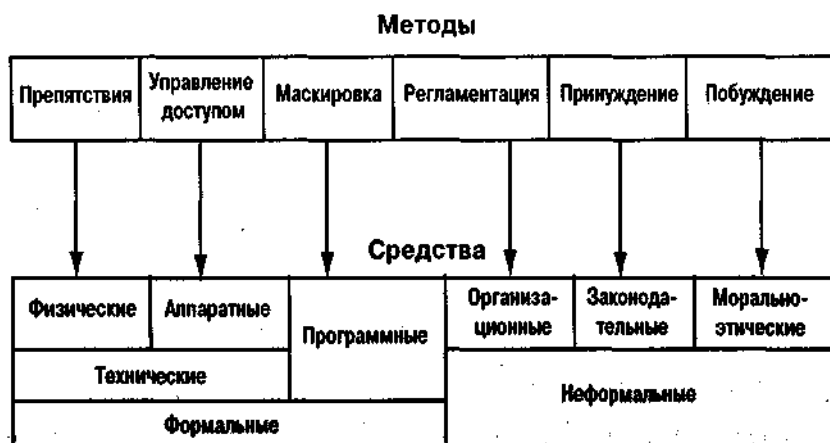 Методы
Препятствия
Управление
доступом
Маскировка
Регламентация
Принуждение
Побуждение
Средства
Физические
Аппаратные
Программные
Организа-
ционные
Законода-
тельные
Морально-
этические
Технические
Неформальные
Формальные